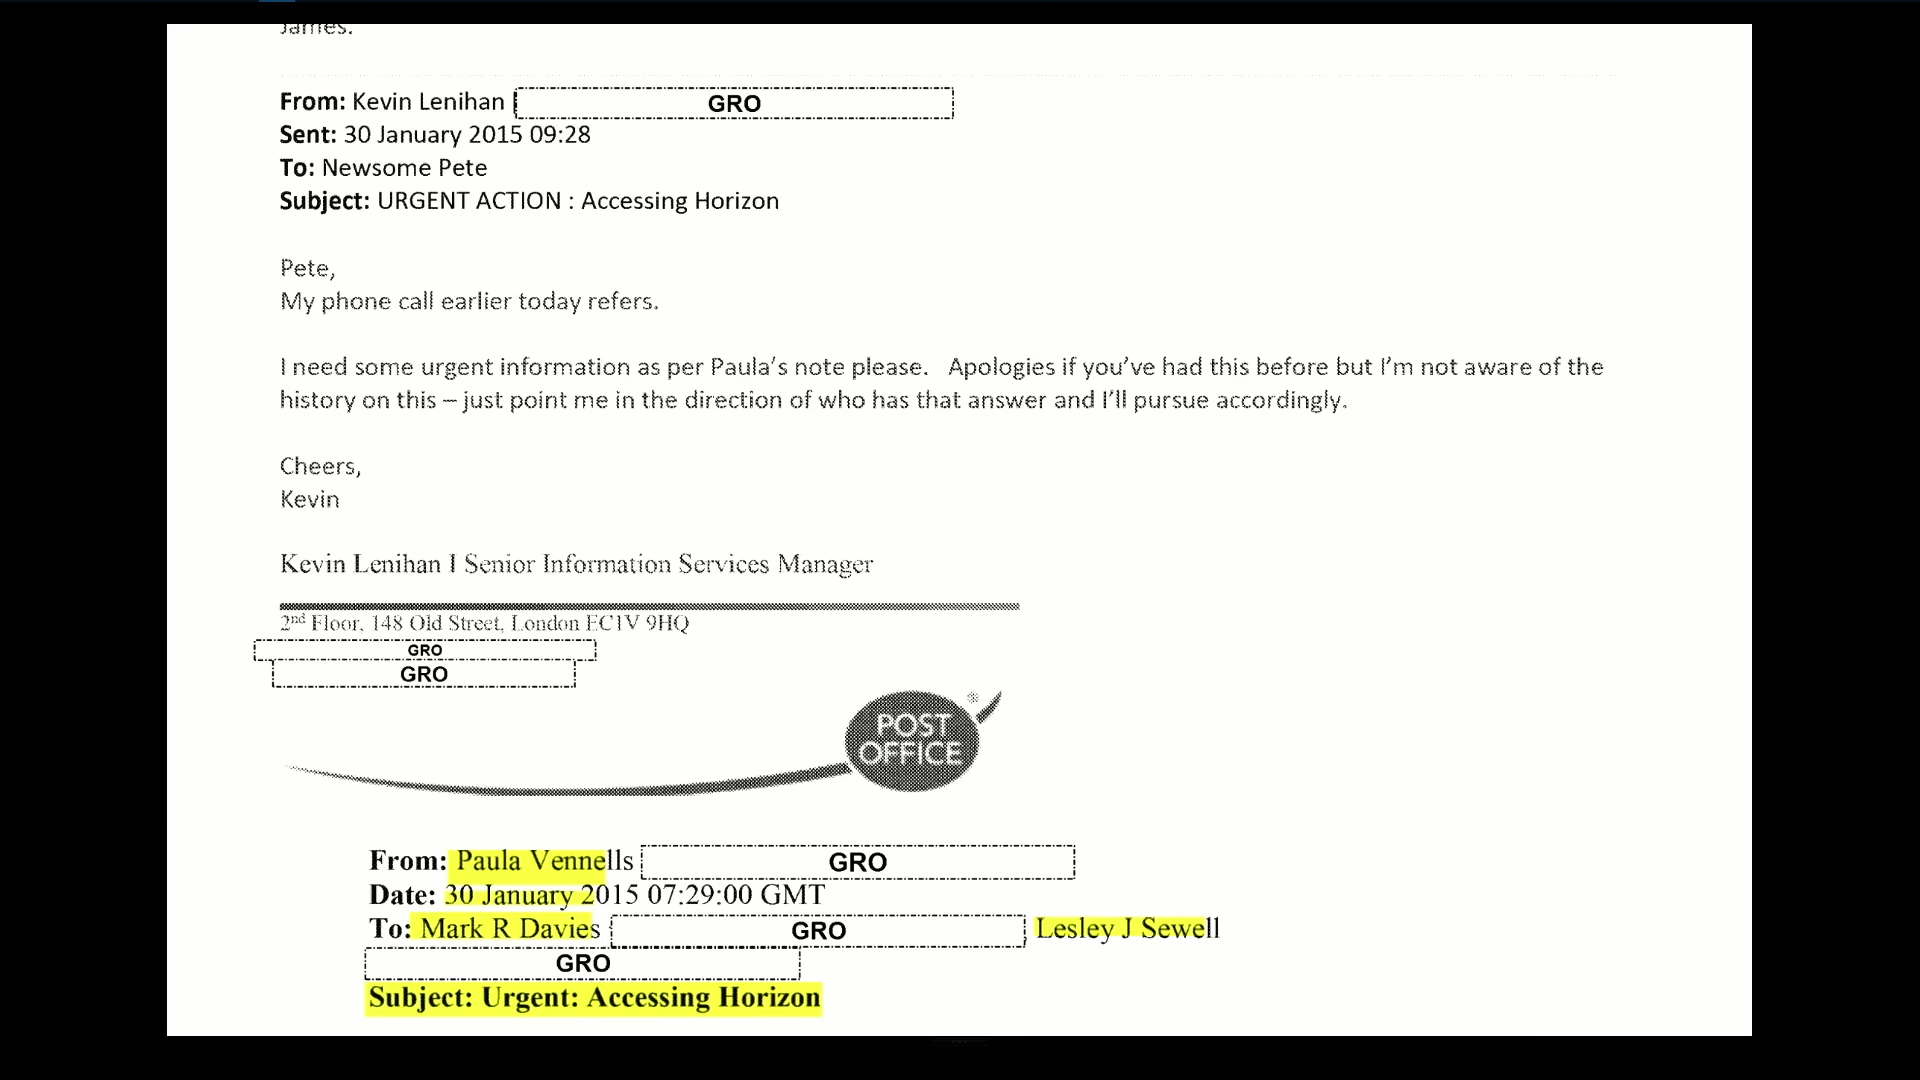 James.
From: Kevin Lenihan GRO
Sent: 30 January 2015 09:28
To: Newsome Pete
Subject: URGENT ACTION : Accessing Horizon
Pete,
My phone call earlier today refers.
I need some urgent information as per Paula's note please.   Apologies if you've had this before but I'm not aware of the
history on this – just point me in the direction of who has that answer and I'll pursue accordingly.
Cheers,
Kevin
Kevin Lenihan I Senior Information Services Manager
2nd Floor, 148 Old Street, London EC1V 9HQ
GRO
GRO
POST
OFFICE
®
From: Paula Vennells GRO
Date: 30 January 2015 07:29:00 GMT
To: Mark R Davies GRO Lesley J Sewell
GRO
Subject: Urgent: Accessing Horizon